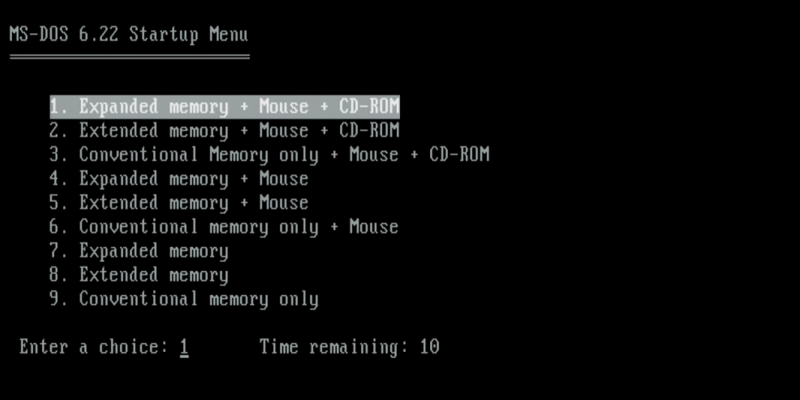 MS-DOS 6.22 Startup Menu
1. Expanded memory + Mouse + CD-ROM
2. Extended memory + Mouse + CD-ROM
3. Conventional Memory only + Mouse + CD-ROM
4. Expanded memory + Mouse
5. Extended memory + Mouse
6. Conventional memory only + Mouse
7. Expanded memory
8. Extended memory
9. Conventional memory only
Enter a choice: 1 Time remaining: 10